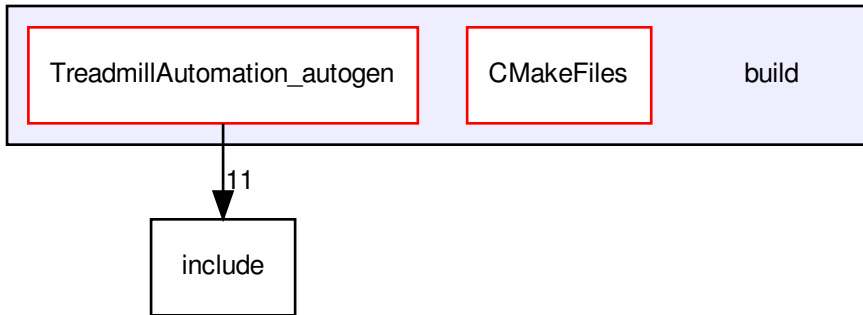 TreadmillAutomation_autogen
CMakeFiles
build
11
include